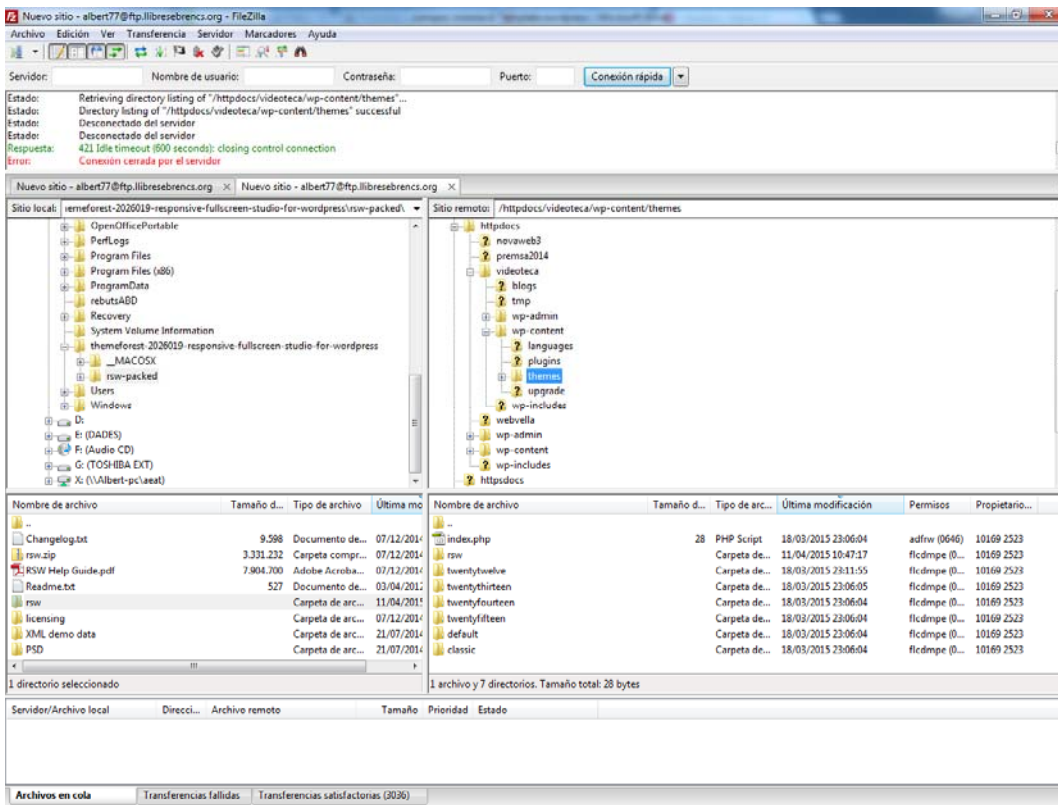 Nuevo sitio - albert77@ftp.llibresebrencs.org - FileZilla
Archivo Edición Ver Transferencia Servidor Marcadores Ayuda
Servidor: Nombre de usuario: Contraseña: Puerto: Conexión rápida
Estado: Retrieving directory listing of "/httpdocs/videoteca/wp-content/themes"...
Estado: Directory listing of "/httpdocs/videoteca/wp-content/themes" successful
Estado: Desconectado del servidor
Estado: Desconectado del servidor
Respuesta: 421 Idle timeout (600 seconds): closing control connection
Error: Conexión cerrada por el servidor
Nuevo sitio - albert77@ftp.llibresebrencs.org Nuevo sitio - albert77@ftp.llibresebrencs.org
Sitio local: emeforest-2026019-responsive-fullscreen-studio-for-wordpress\rsw-packed\
OpenOfficePortable
PerfLogs
Program Files
Program Files (x86)
ProgramData
rebutsABD
Recovery
System Volume Information
themeforest-2026019-responsive-fullscreen-studio-for-wordpress
__MACOSX
rsw-packed
Users
Windows
D:
E: (DADES)
F: (Audio CD)
G: (TOSHIBA EXT)
X: (\\Albert-pc\aeat)
Sitio remoto: /httpdocs/videoteca/wp-content/themes
httpdocs
novaweb3
premsa2014
videoteca
blogs
tmp
wp-admin
wp-content
languages
plugins
themes
upgrade
wp-includes
webvella
wp-admin
wp-content
wp-includes
httpsdocs
Nombre de archivo Tamaño d... Tipo de archivo Última mo
..
Changelog.txt 9.598 Documento de... 07/12/2014
rsw.zip 3.331.232 Carpeta compr... 07/12/2014
RSW Help Guide.pdf 7.904.700 Adobe Acroba... 07/12/2014
Readme.txt 527 Documento de... 03/04/2012
rsw Carpeta de arc... 11/04/2015
licensing Carpeta de arc... 07/12/2014
XML demo data Carpeta de arc... 21/07/2014
PSD Carpeta de arc... 21/07/2014
1 directorio seleccionado
Nombre de archivo Tamaño d... Tipo de arc... Última modificación Permisos Propietario...
..
index.php 28 PHP Script 18/03/2015 23:06:04 adfrw (0646) 10169 2523
rsw Carpeta de... 11/04/2015 10:47:17 flcdmpe (0... 10169 2523
twentytwelve Carpeta de... 18/03/2015 23:11:55 flcdmpe (0... 10169 2523
twentythirteen Carpeta de... 18/03/2015 23:06:05 flcdmpe (0... 10169 2523
twentyfourteen Carpeta de... 18/03/2015 23:06:04 flcdmpe (0... 10169 2523
twentyfifteen Carpeta de... 18/03/2015 23:06:04 flcdmpe (0... 10169 2523
default Carpeta de... 18/03/2015 23:06:04 flcdmpe (0... 10169 2523
classic Carpeta de... 18/03/2015 23:06:04 flcdmpe (0... 10169 2523
1 archivo y 7 directorios. Tamaño total: 28 bytes
Servidor/Archivo local Direcci... Archivo remoto Tamaño Prioridad Estado
Archivos en cola Transferencias fallidas Transferencias satisfactorias (3036)